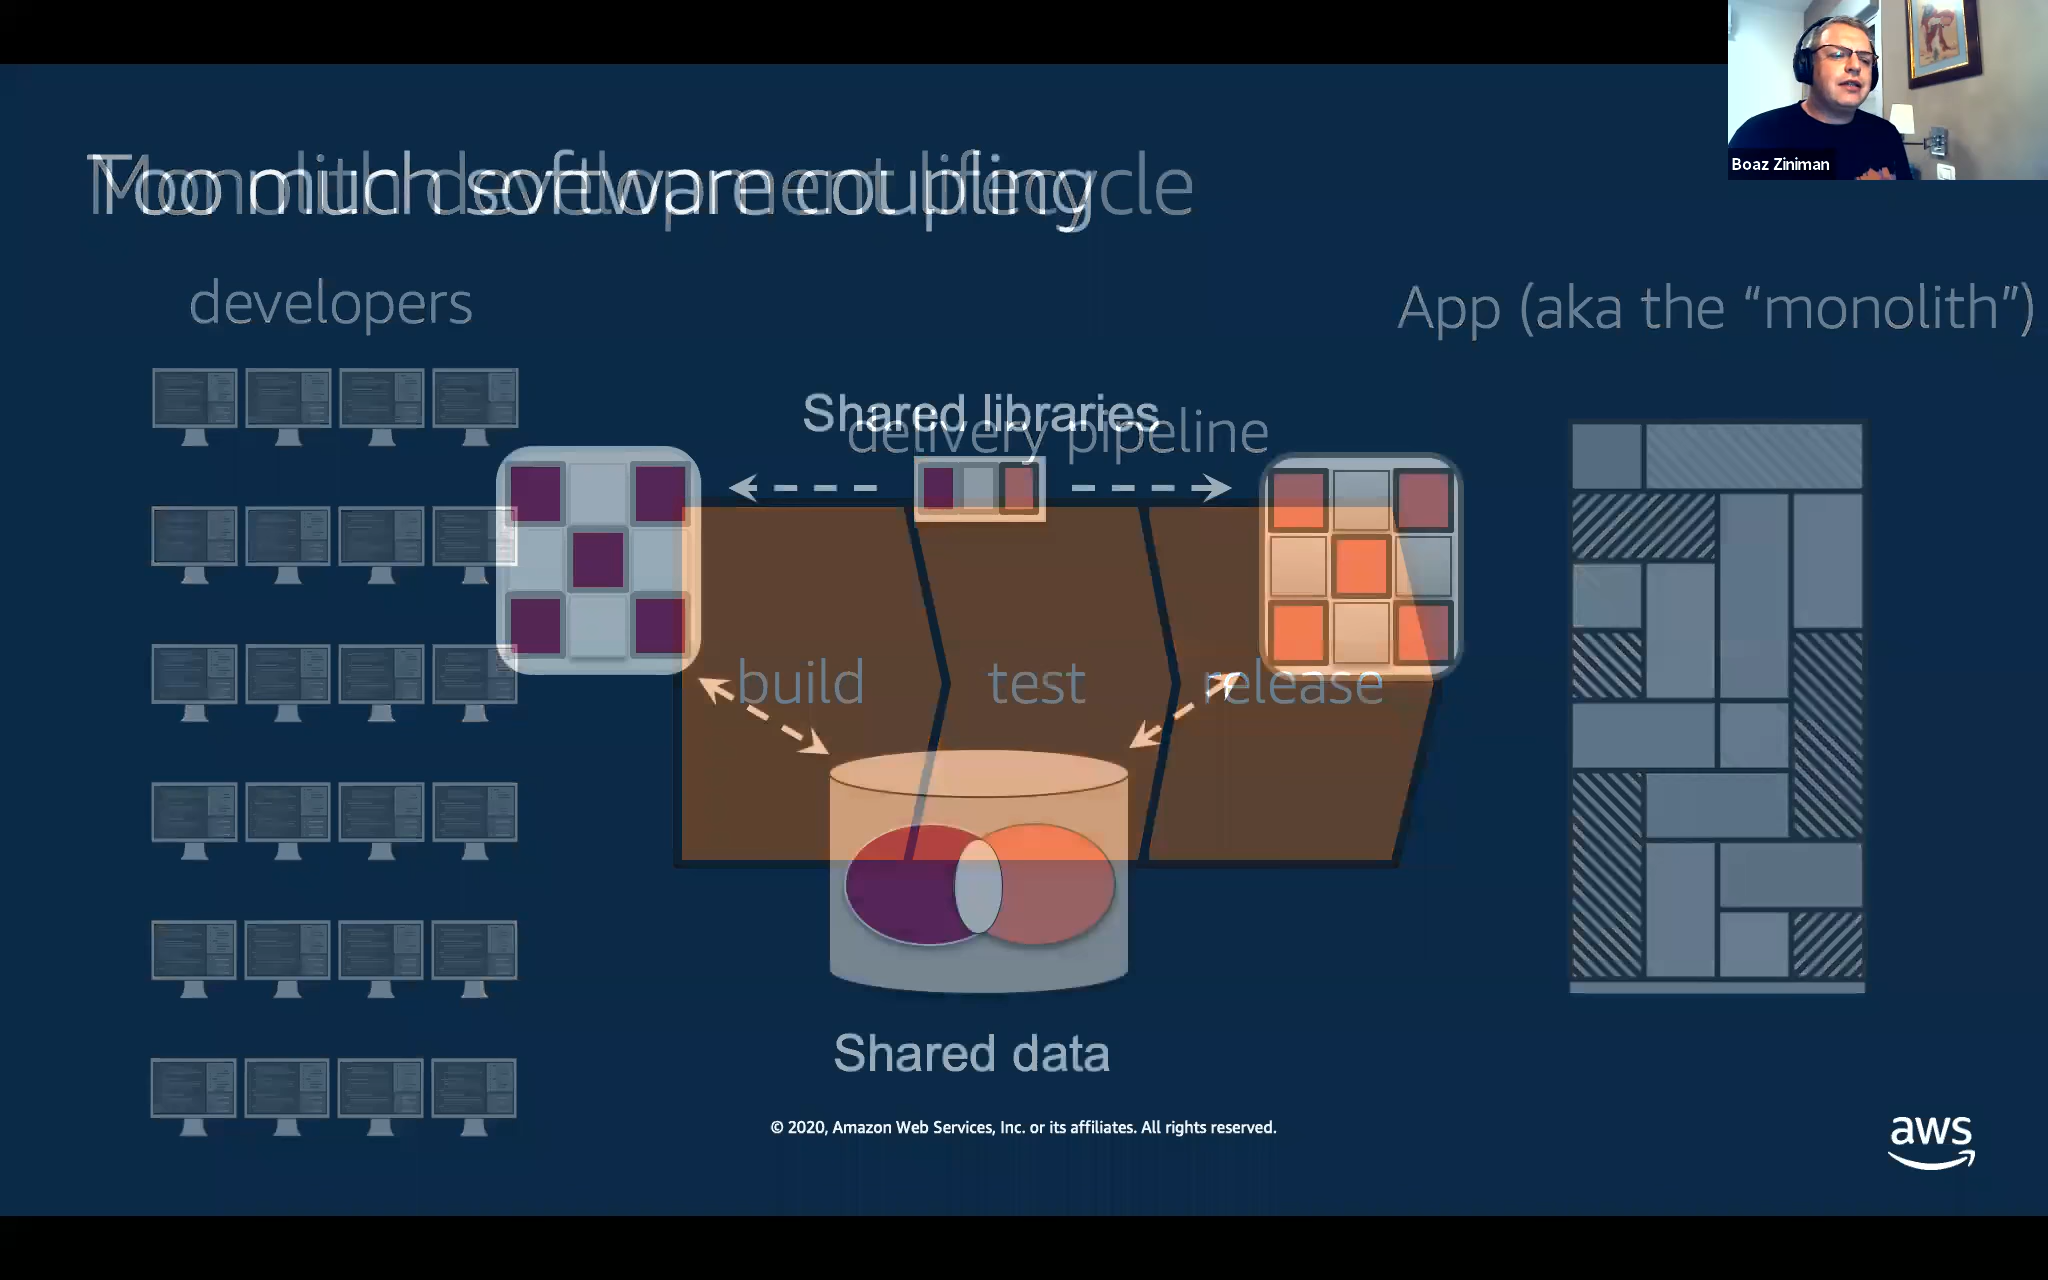 Boaz Ziniman
Monolith development lifecycle
Too much software coupling
developers
App (aka the “monolith”)
Shared libraries
delivery pipeline
build
test
release
Shared data
© 2020, Amazon Web Services, Inc. or its affiliates. All rights reserved.
aws